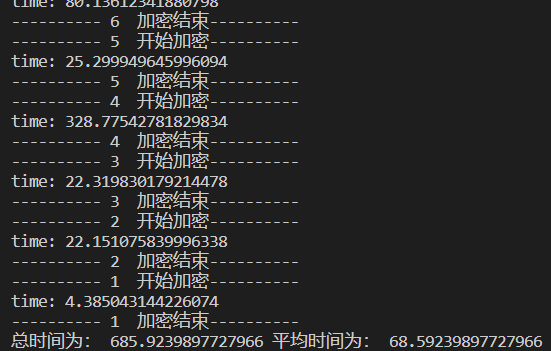 time: 80.13612341880798
---------- 6  加密结束----------
---------- 5  开始加密----------
time: 25.299949645996094
---------- 5  加密结束----------
---------- 4  开始加密----------
time: 328.77542781829834
---------- 4  加密结束----------
---------- 3  开始加密----------
time: 22.319830179214478
---------- 3  加密结束----------
---------- 2  开始加密----------
time: 22.151075839996338
---------- 2  加密结束----------
---------- 1  开始加密----------
time: 4.385043144226074
---------- 1  加密结束----------
总时间为： 685.9239897727966 平均时间为： 68.59239897727966